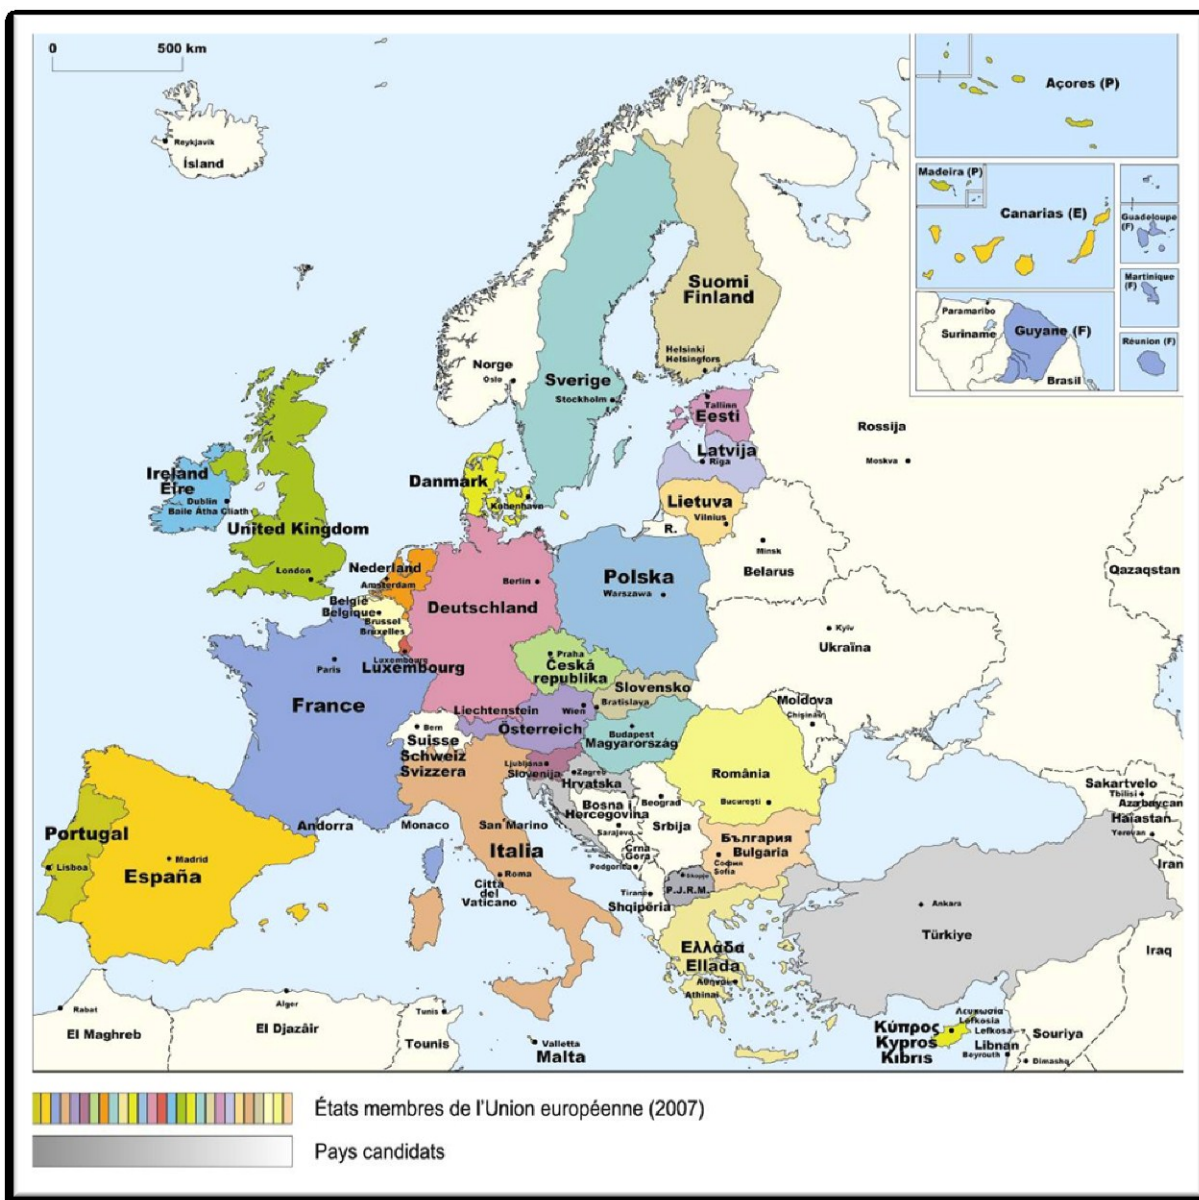 0 500 km
Açores (P)
Reykjavik
Ísland
Madeira (P)
Canarias (E)
Guadeloupe
(F)
Martinique
(F)
Réunion (F)
Paramaribo
Suriname
Guyane (F)
Brasil
Suomi
Finland
Helsinki
Helsingfors
Norge
Oslo
Sverige
Stockholm
Tallinn
Eesti
Latvija
Riga
Lietuva
Vilnius
R.
Rossija
Moskva
Minsk
Belarus
Qazaqstan
Ireland
Éire
Dublin
Baile Átha Cliath
United Kingdom
London
Danmark
København
Nederland
Amsterdam
België
Belgique
Brussel
Bruxelles
Luxembourg
Luxembourg
Berlin
Deutschland
Polska
Warszawa
Kyiv
Ukraïna
Paris
France
Praha
Česká
republika
Slovensko
Bratislava
Liechtenstein
Wien
Österreich
Budapest
Magyarország
Moldova
Chişinău
Bern
Suisse
Schweiz
Svizzera
Ljubljana
Slovenija
Zagreb
Hrvatska
Bosna i
Hercegovina
Sarajevo
Beograd
Srbija
Crna
Gora
Podgorica
România
Bucureşti
България
Bulgaria
София
Sofia
Skopje
P.J.R.M.
Tiranë
Shqipëria
Portugal
Lisboa
Madrid
España
Andorra
Monaco
San Marino
Italia
Roma
Città
del
Vaticano
Ελλάδα
Ellada
Αθήναι
Athinai
Sakartvelo
Tbilisi
Azərbaycan
Haïastan
Yerevan
Iran
Ankara
Türkiye
Iraq
Rabat
El Maghreb
Alger
El Djazâir
Tunis
Tounis
Valletta
Malta
Κύπρος
Kypros
Kıbrıs
Λευκωσία
Lefkosia
Lefkosa
Libnan
Beyrouth
Souriya
Dimashq
États membres de l'Union européenne (2007)
Pays candidats